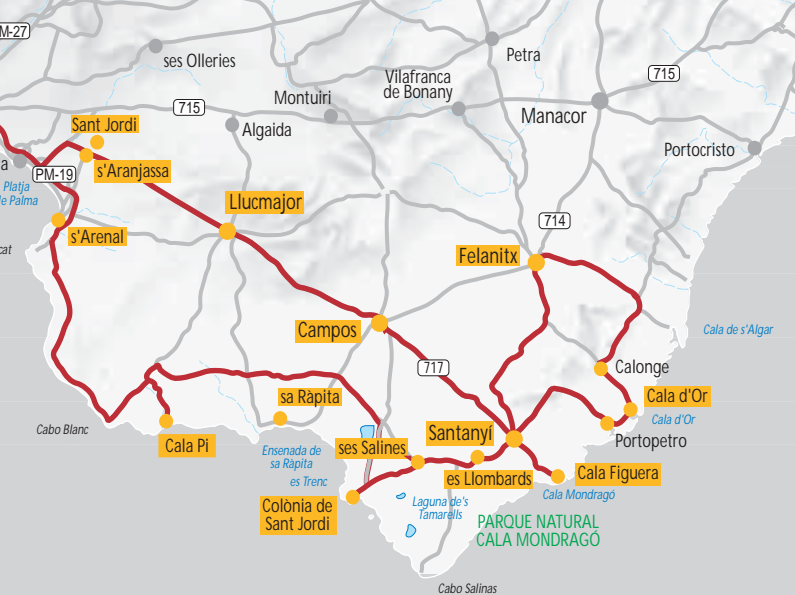 M-27
ses Olleries
Petra
715
Vilafranca
de Bonany
Montuiri
715
Manacor
Sant Jordi
Algaida
Portocristo
a
s'Aranjassa
PM-19
Platja
de Palma
Llucmajor
714
s'Arenal
cat
Felanitx
Campos
Cala de s'Algar
717
Calonge
sa Ràpita
Cala d'Or
Cala d'Or
Cabo Blanc
Santanyí
Portopetro
Cala Pi
ses Salines
Ensenada de
sa Ràpita
es Trenc
es Llombards
Cala Figuera
Cala Mondragó
Colònia de
Sant Jordi
Laguna de's
Tamarells
PARQUE NATURAL
CALA MONDRAGÓ
Cabo Salinas